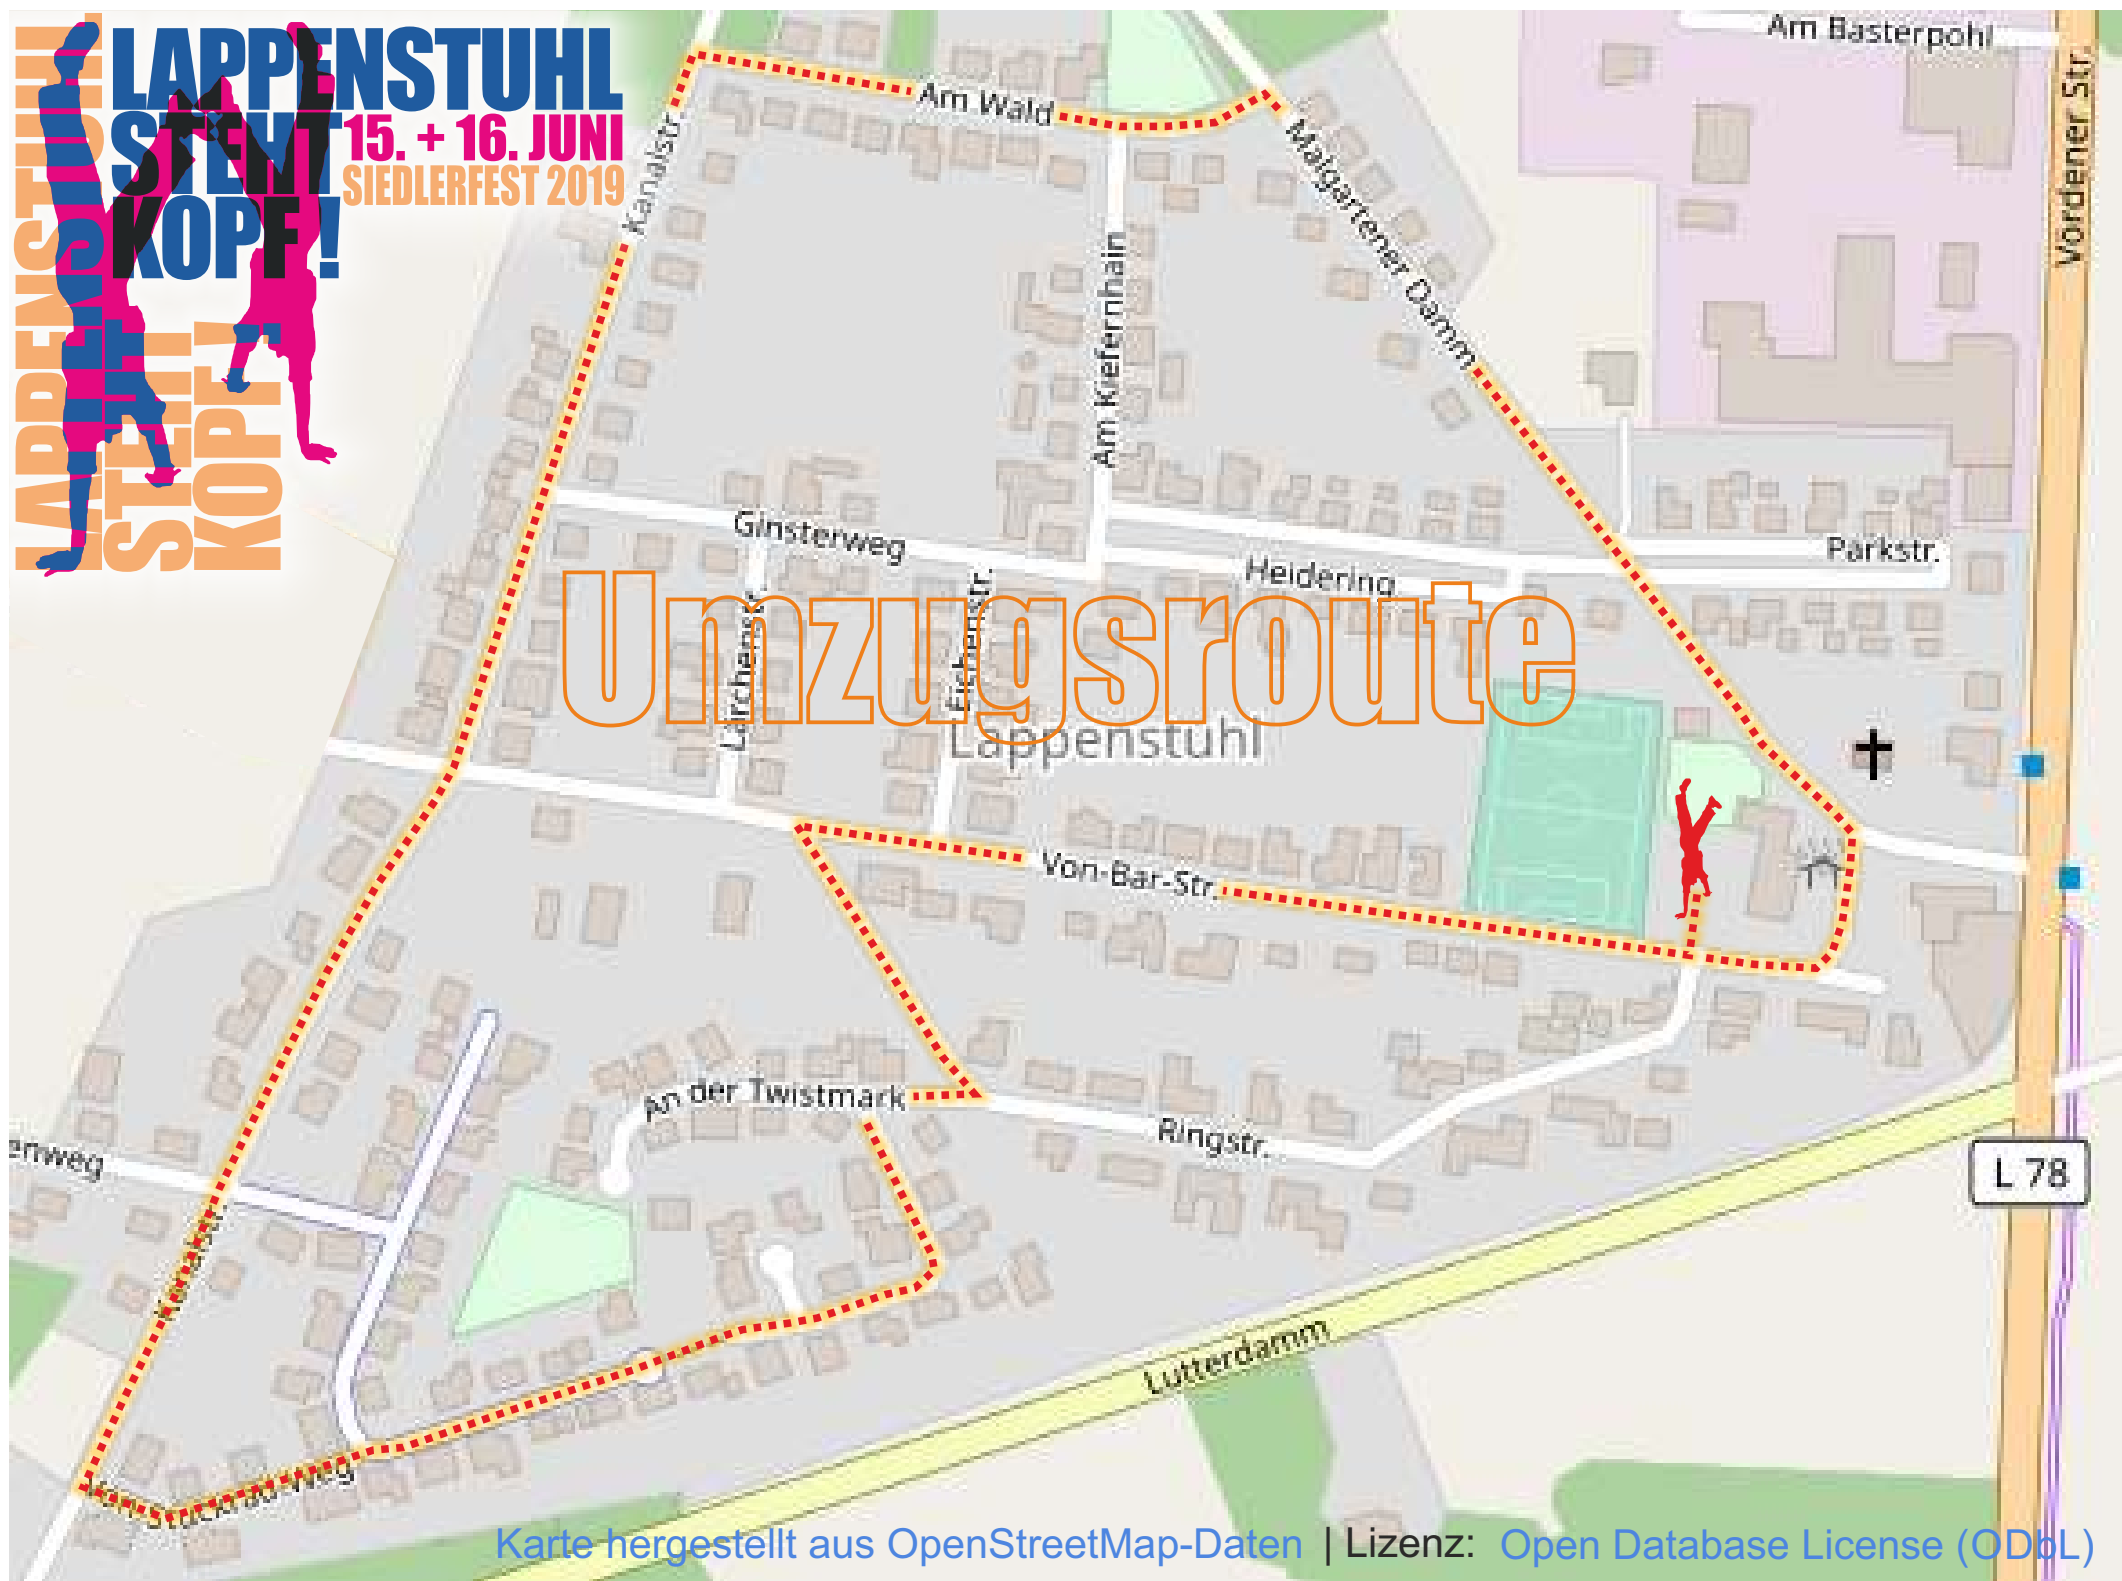 LAPPENSTUHL
STEHT
KOPF !
15. + 16. JUNI
SIEDLERFEST 2019
LAPPENSTUHL
STEHT
KOPF !
Am Basterpohl
Vördener Str.
Am Wald
Kanalstr.
Malgartener Damm
Am Kiefernhain
Ginsterweg
Heidering
Parkstr.
Lärchenstr.
Eichenstr.
Umzugsroute
Lappenstuhl
Von-Bar-Str.
An der Twistmark
Ringstr.
enweg
Kanalstr.
L 78
Lutterdamm
Karte hergestellt aus OpenStreetMap-Daten | Lizenz: Open Database License (ODbL)